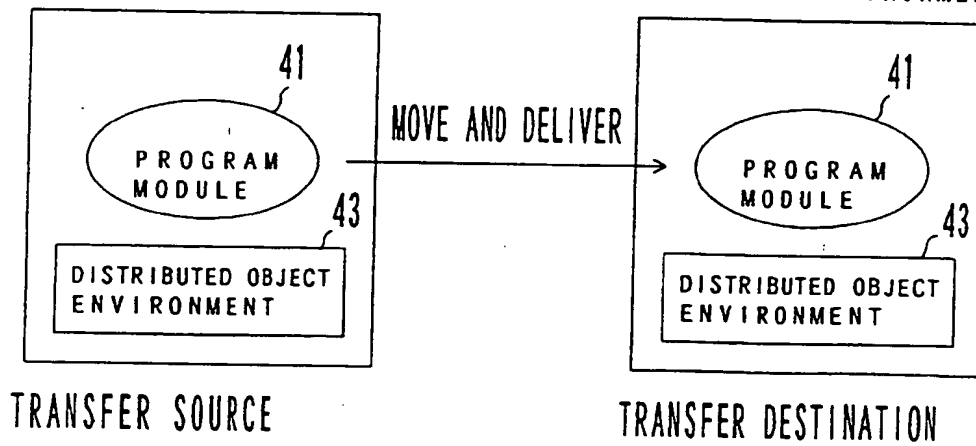 41
PROGRAM
MODULE
43
DISTRIBUTED OBJECT
ENVIRONMENT
TRANSFER SOURCE
MOVE AND DELIVER
41
PROGRAM
MODULE
43
DISTRIBUTED OBJECT
ENVIRONMENT
TRANSFER DESTINATION